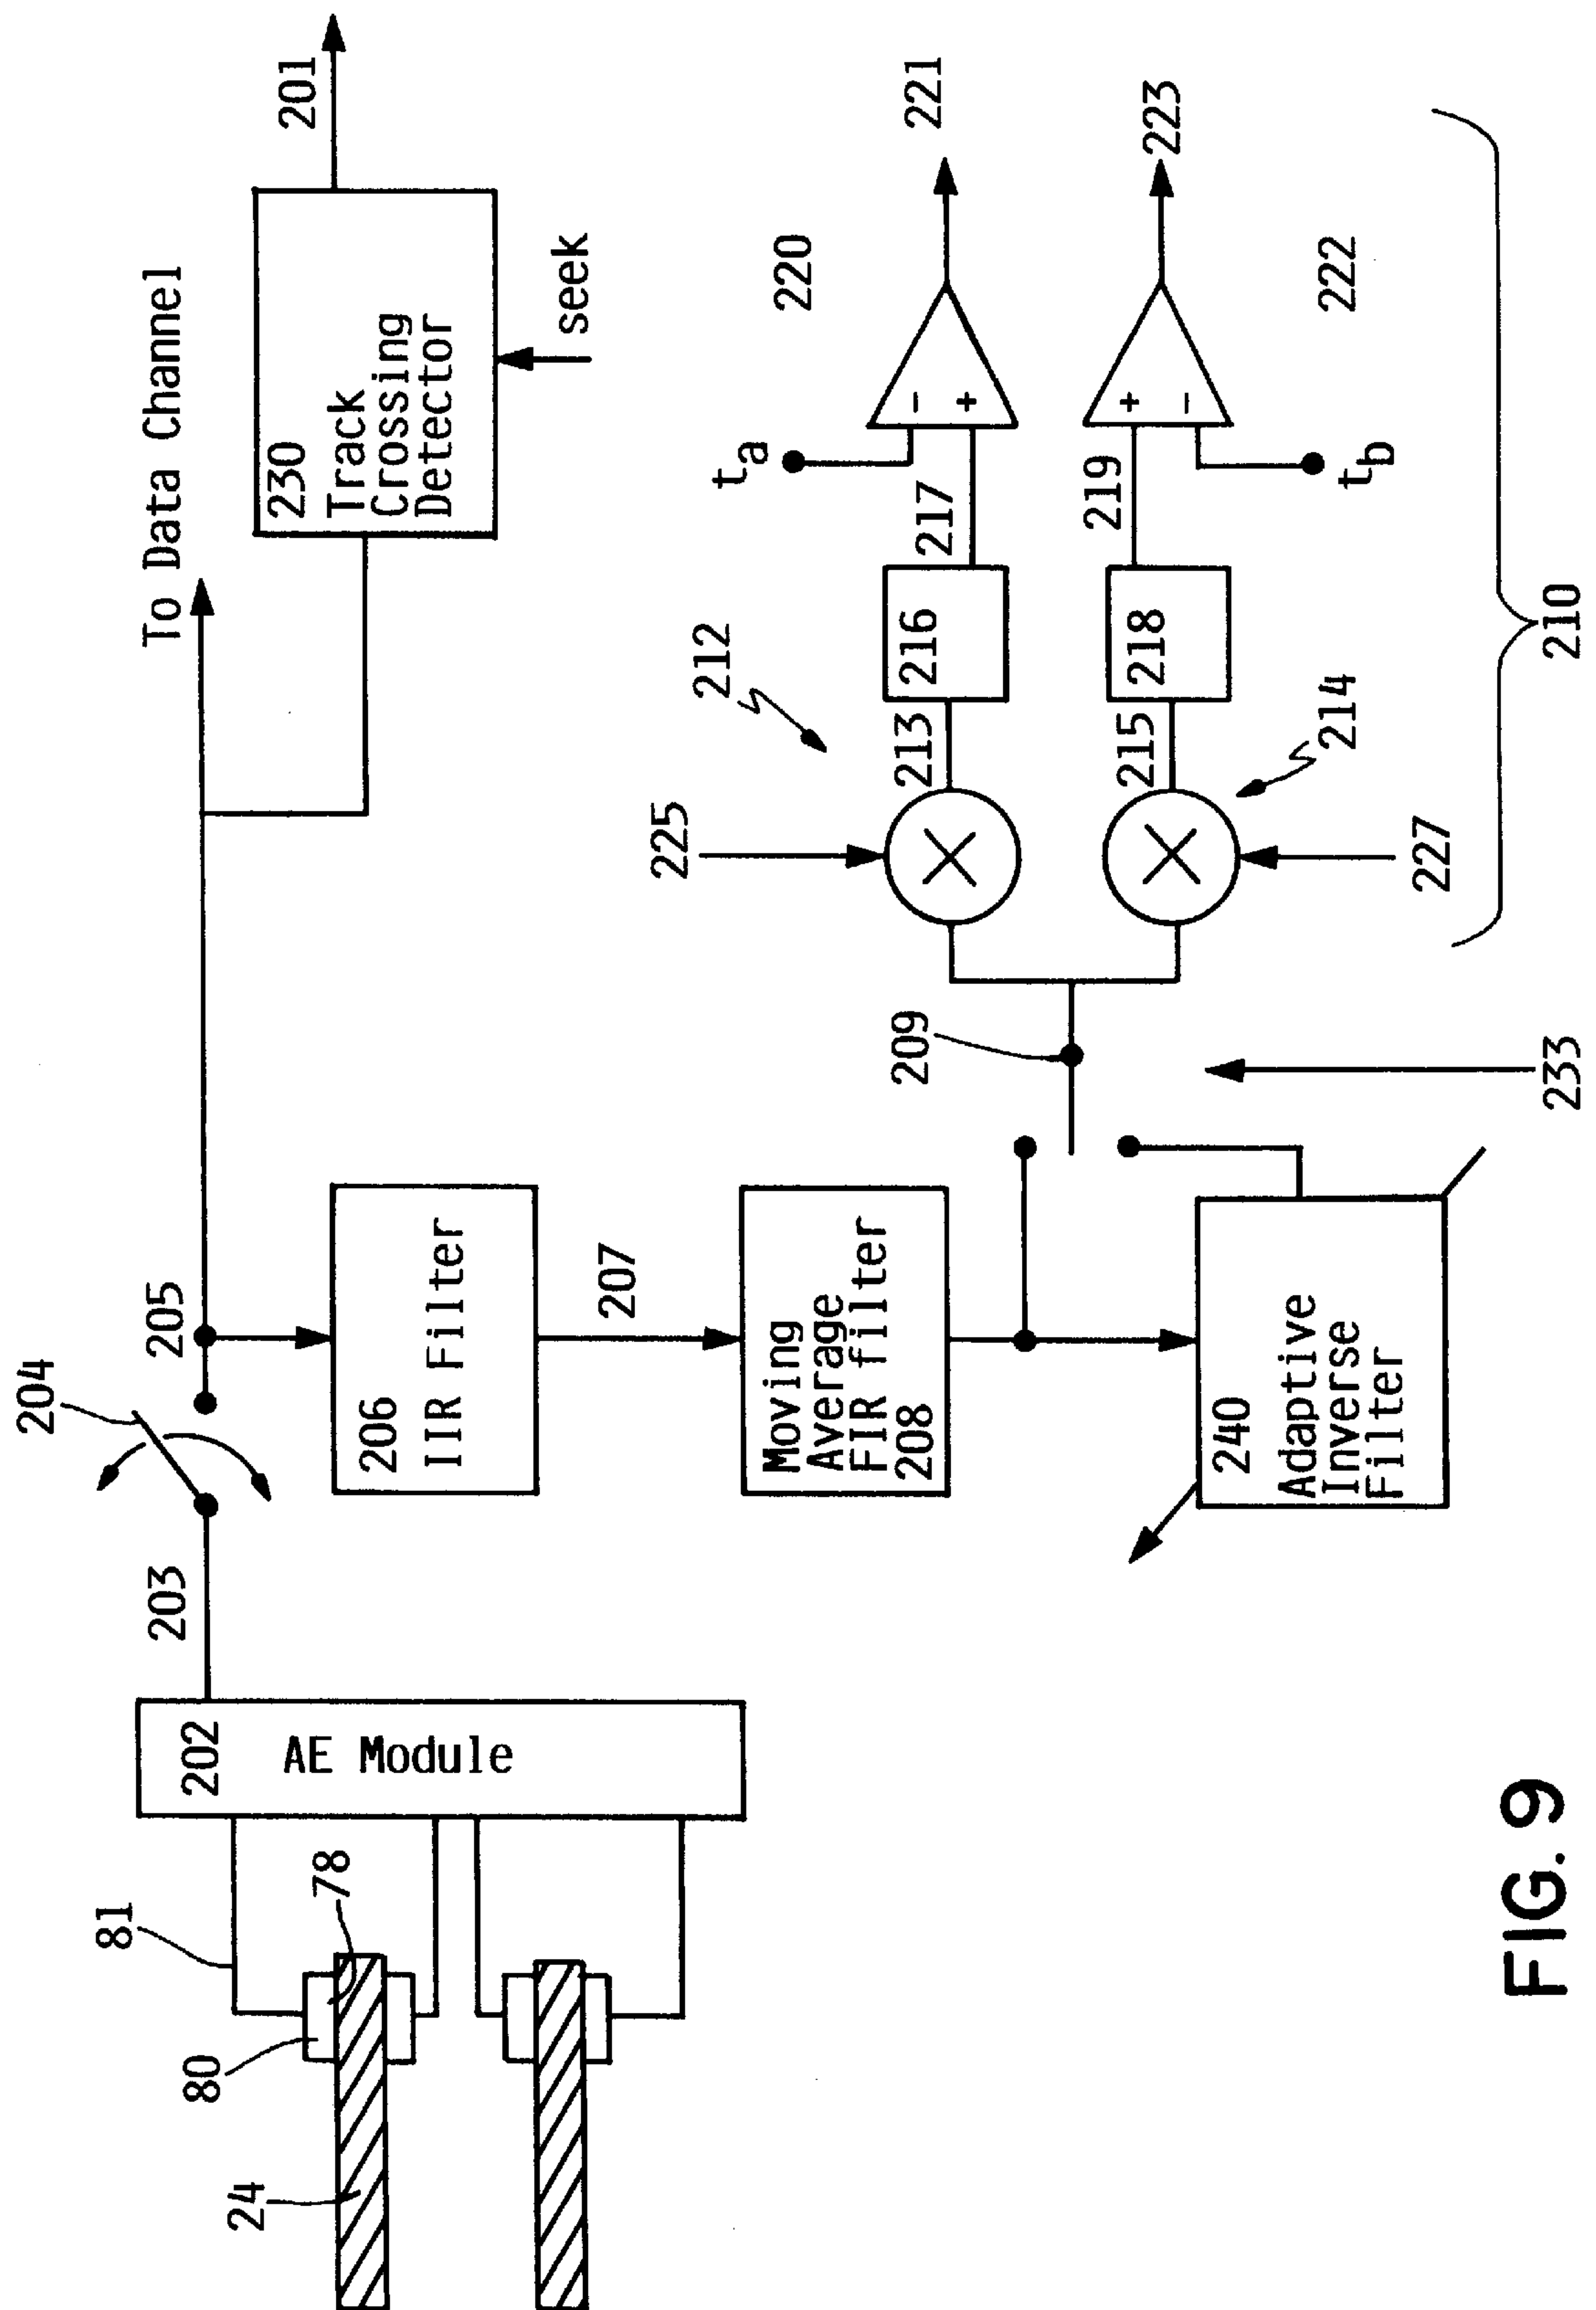 201
To Data Channel
230
Track
Crossing
Detector
seek
204
205
203
202
AE Module
81
78
80
24
206
IIR Filter
207
Moving
Average
FIR filter
208
240
Adaptive
Inverse
Filter
209
233
225
212
213
216
217
ta
-
+
220
221
227
214
215
218
219
tb
+
-
222
223
210
FIG. 9